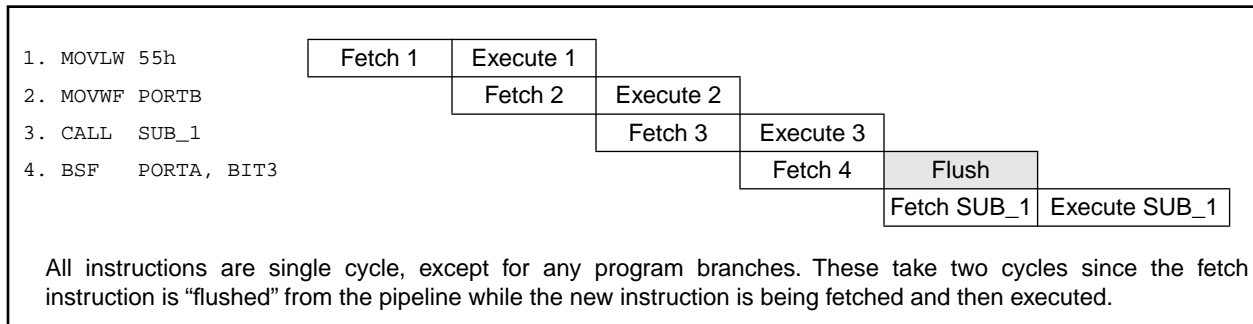 1. MOVLW 55h Fetch 1 Execute 1
2. MOVWF PORTB Fetch 2 Execute 2
3. CALL SUB_1 Fetch 3 Execute 3
4. BSF PORTA, BIT3 Fetch 4 Flush
Fetch SUB_1 Execute SUB_1
All instructions are single cycle, except for any program branches. These take two cycles since the fetch
instruction is “flushed” from the pipeline while the new instruction is being fetched and then executed.